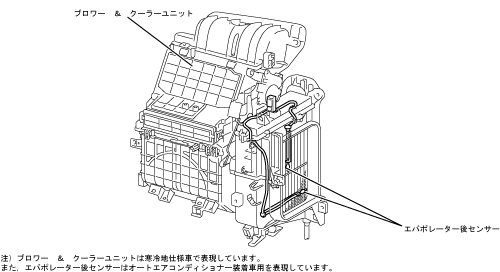 ブロワー ＆ クーラーユニット
エバポレーター後センサー
注）ブロワー ＆ クーラーユニットは寒冷地仕様車で表現しています。
また，エバポレーター後センサーはオートエアコンディショナー装着車用を表現しています。